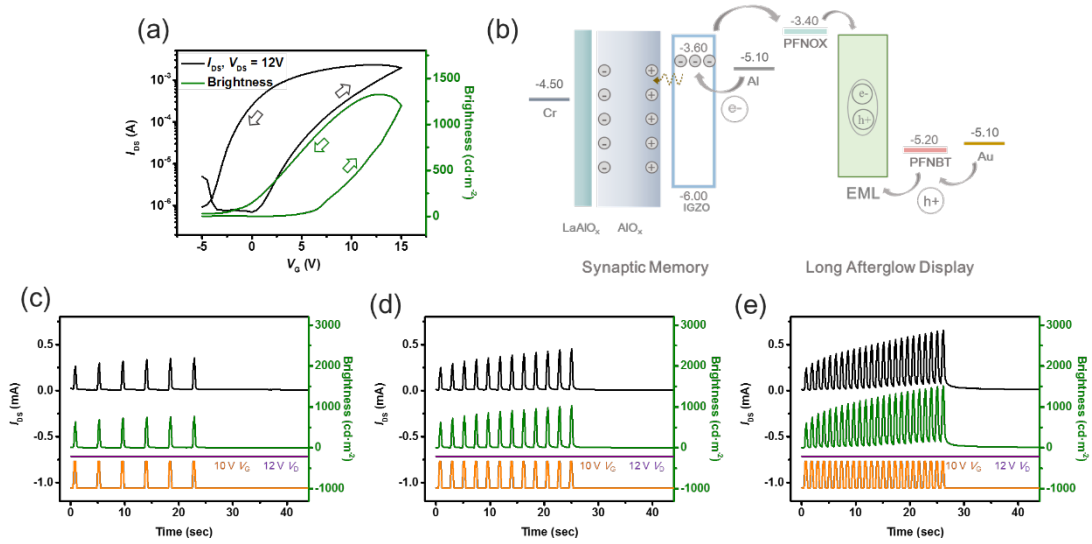 (a)
I_DS, V_DS = 12V
Brightness
10⁻²
10⁻³
10⁻⁴
10⁻⁵
10⁻⁶
I_DS (A)
1500
1250
1000
750
500
250
0
Brightness (cd·m⁻²)
-5 0 5 10 15
V_G (V)
(b)
-4.50
Cr
LaAlOₓ
AlOₓ
-3.60
-6.00
IGZO
-5.10
Al
e-
-3.40
PFNOX
e-
h+
EML
-5.20
PFNBT
-5.10
Au
h+
Synaptic Memory
Long Afterglow Display
(c)
0.5
0.0
-0.5
-1.0
I_DS (mA)
3000
2000
1000
0
-1000
Brightness (cd·m⁻²)
10 V V_G 12 V V_D
0 10 20 30 40
Time (sec)
(d)
0.5
0.0
-0.5
-1.0
I_DS (mA)
3000
2000
1000
0
-1000
Brightness (cd·m⁻²)
10 V V_G 12 V V_D
0 10 20 30 40
Time (sec)
(e)
0.5
0.0
-0.5
-1.0
I_DS (mA)
3000
2000
1000
0
-1000
Brightness (cd·m⁻²)
10 V V_G 12 V V_D
0 10 20 30 40
Time (sec)